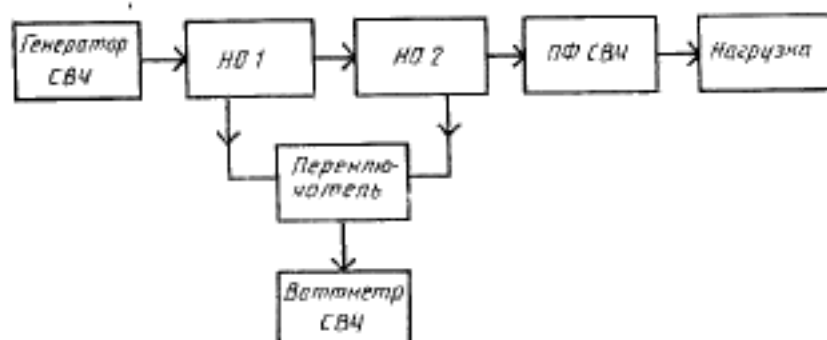 Генератор
СВЧ
НО 1
НО 2
ПФ СВЧ
Нагрузка
Переклю-
чатель
Ваттметр
СВЧ